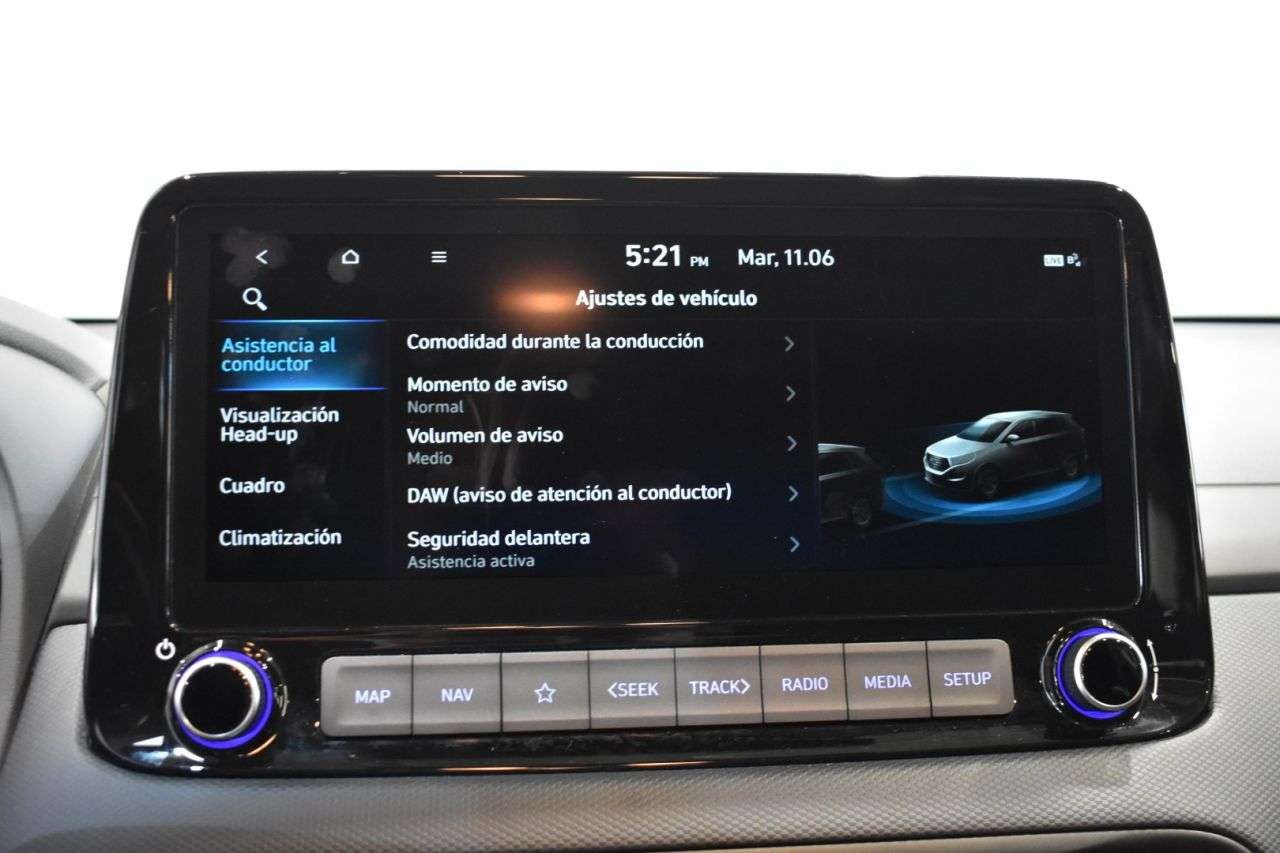 5:21 PM Mar, 11.06
LIVE
Ajustes de vehículo
Asistencia al
conductor
Visualización
Head-up
Cuadro
Climatización
Comodidad durante la conducción
Momento de aviso
Normal
Volumen de aviso
Medio
DAW (aviso de atención al conductor)
Seguridad delantera
Asistencia activa
MAP
NAV
<SEEK
TRACK>
RADIO
MEDIA
SETUP